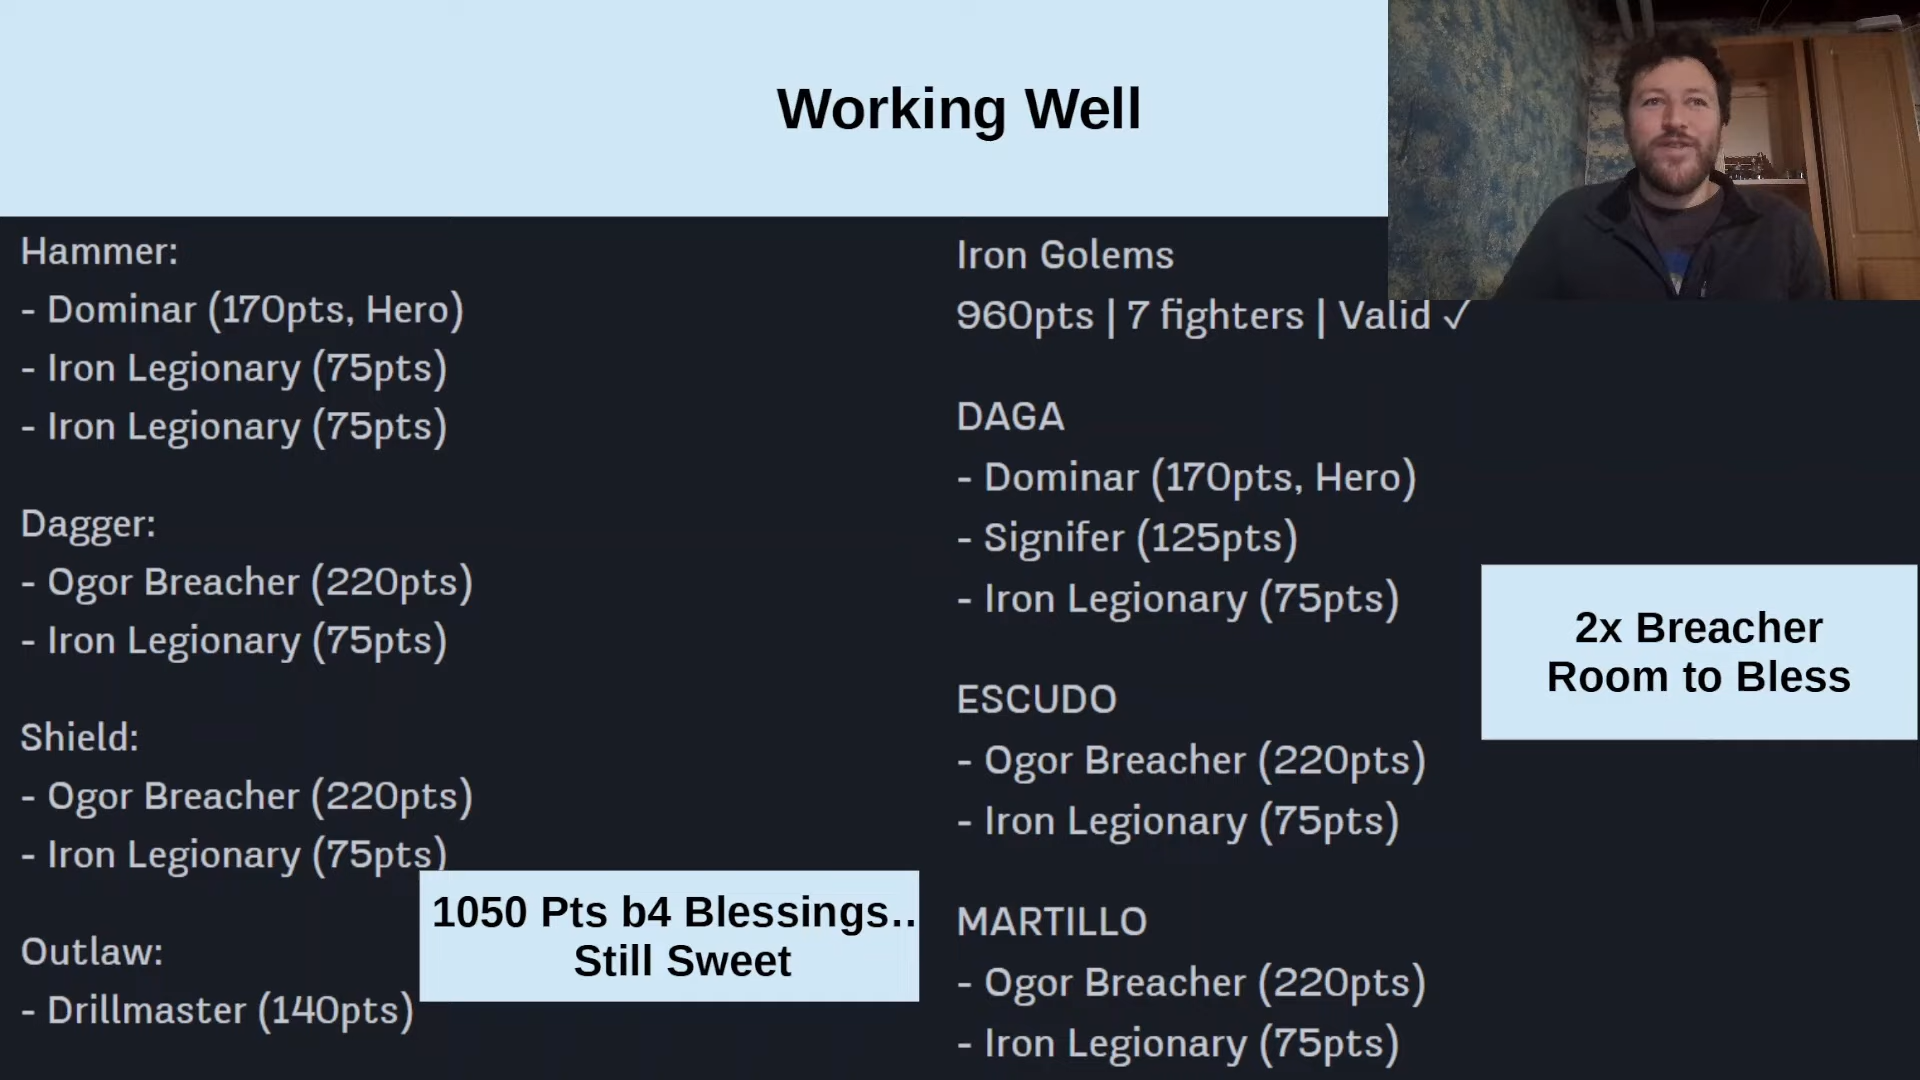 Working Well
Hammer:
- Dominar (170pts, Hero)
- Iron Legionary (75pts)
- Iron Legionary (75pts)
Dagger:
- Ogor Breacher (220pts)
- Iron Legionary (75pts)
Shield:
- Ogor Breacher (220pts)
- Iron Legionary (75pts)
Outlaw:
- Drillmaster (140pts)
1050 Pts b4 Blessings..
Still Sweet
Iron Golems
960pts | 7 fighters | Valid ✓
DAGA
- Dominar (170pts, Hero)
- Signifer (125pts)
- Iron Legionary (75pts)
ESCUDO
- Ogor Breacher (220pts)
- Iron Legionary (75pts)
MARTILLO
- Ogor Breacher (220pts)
- Iron Legionary (75pts)
2x Breacher
Room to Bless